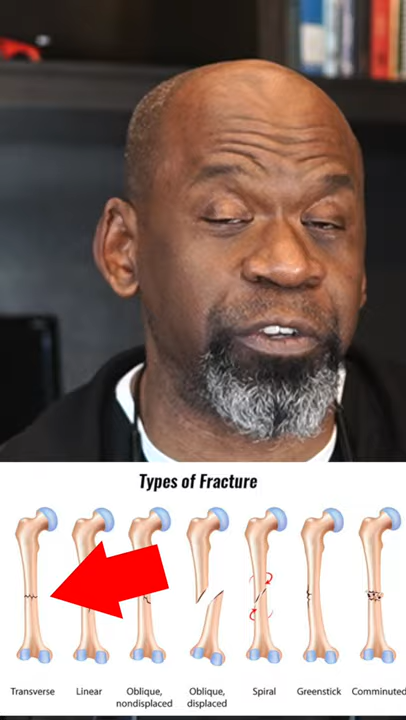 Types of Fracture
Transverse
Linear
Oblique,
nondisplaced
Oblique,
displaced
Spiral
Greenstick
Comminuted